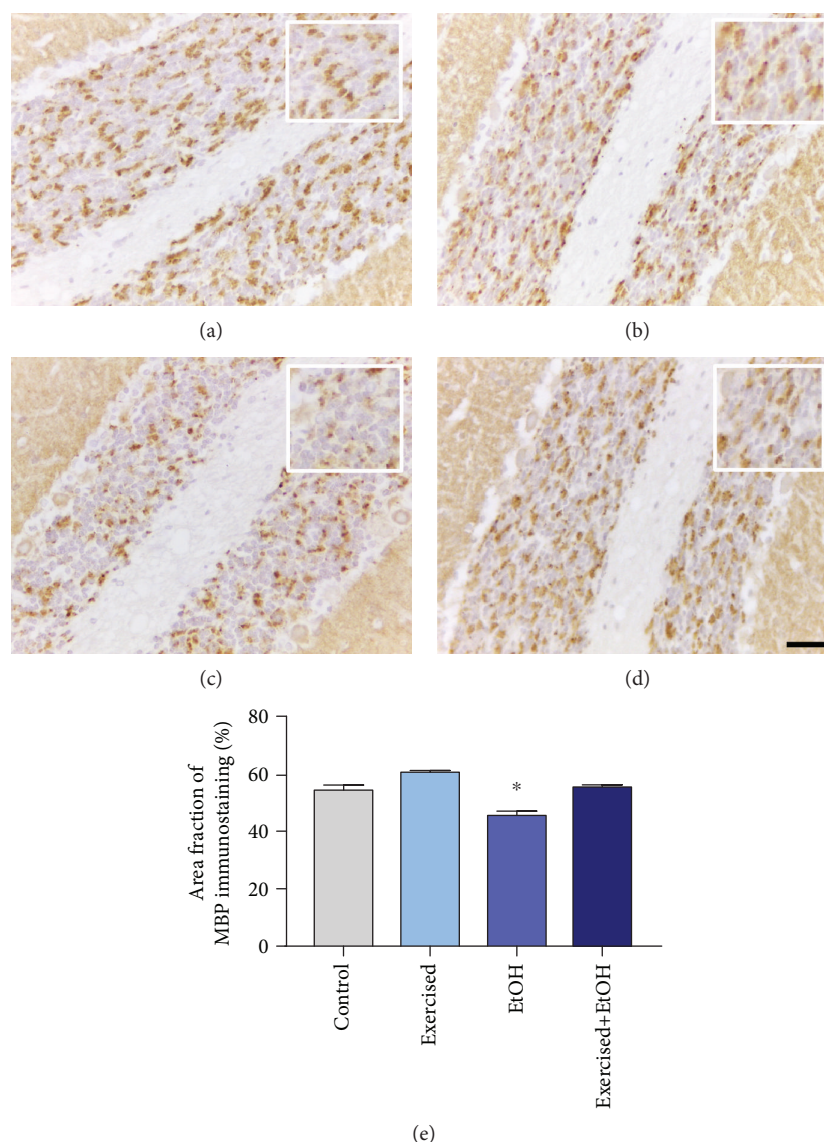 (a)
(b)
(c)
(d)
Area fraction of
MBP immunostaining (%)
80
60
40
20
0
*
Control
Exercised
EtOH
Exercised+EtOH
(e)